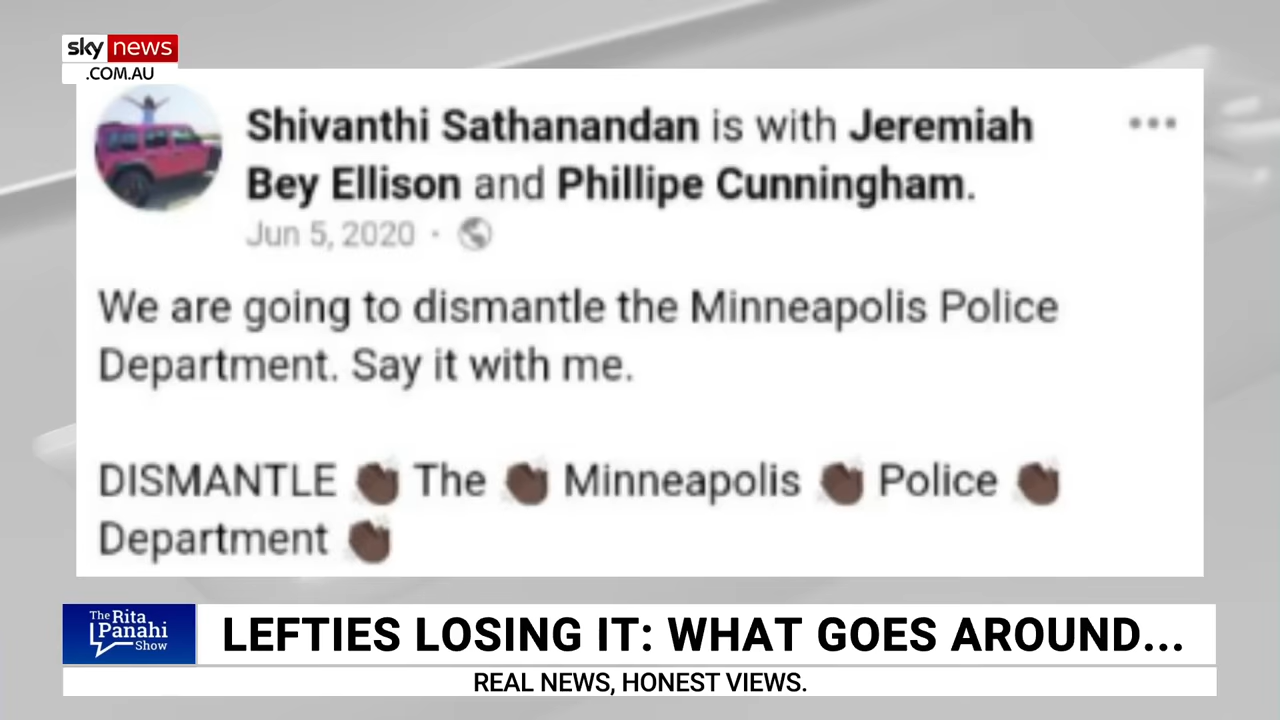 sky news
.COM.AU
Shivanthi Sathanandan is with Jeremiah
Bey Ellison and Phillipe Cunningham.
Jun 5, 2020 ·
We are going to dismantle the Minneapolis Police
Department. Say it with me.
DISMANTLE 👏🏿 The 👏🏿 Minneapolis 👏🏿 Police 👏🏿
Department 👏🏿
The Rita
Panahi
Show
LEFTIES LOSING IT: WHAT GOES AROUND...
REAL NEWS, HONEST VIEWS.